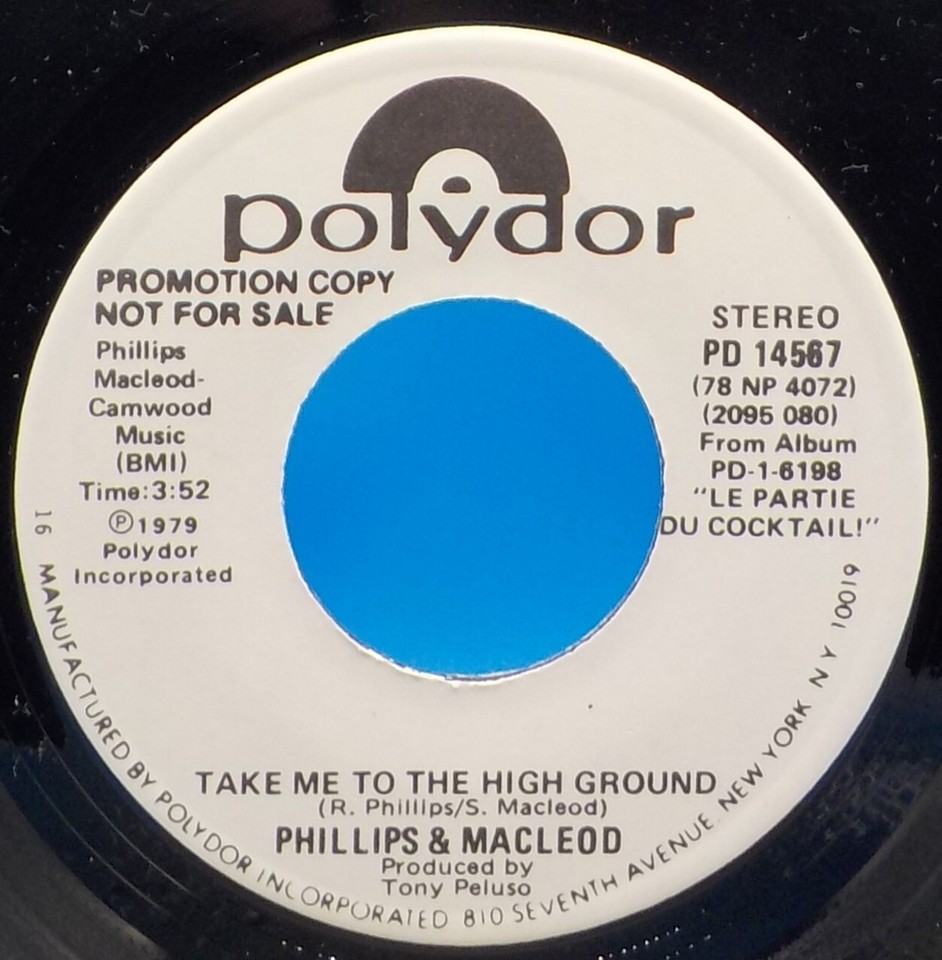 polydor
PROMOTION COPY
NOT FOR SALE
Phillips
Macleod-
Camwood
Music
(BMI)
Time:3:52
Ⓟ1979
Polydor
Incorporated
STEREO
PD 14567
(78 NP 4072)
(2095 080)
From Album
PD-1-6198
"LE PARTIE
DU COCKTAIL!"
TAKE ME TO THE HIGH GROUND
(R. Phillips/S. Macleod)
PHILLIPS & MACLEOD
Produced by
Tony Peluso
16 MANUFACTURED BY POLYDOR INCORPORATED 810 SEVENTH AVENUE. NEW YORK N Y 10019